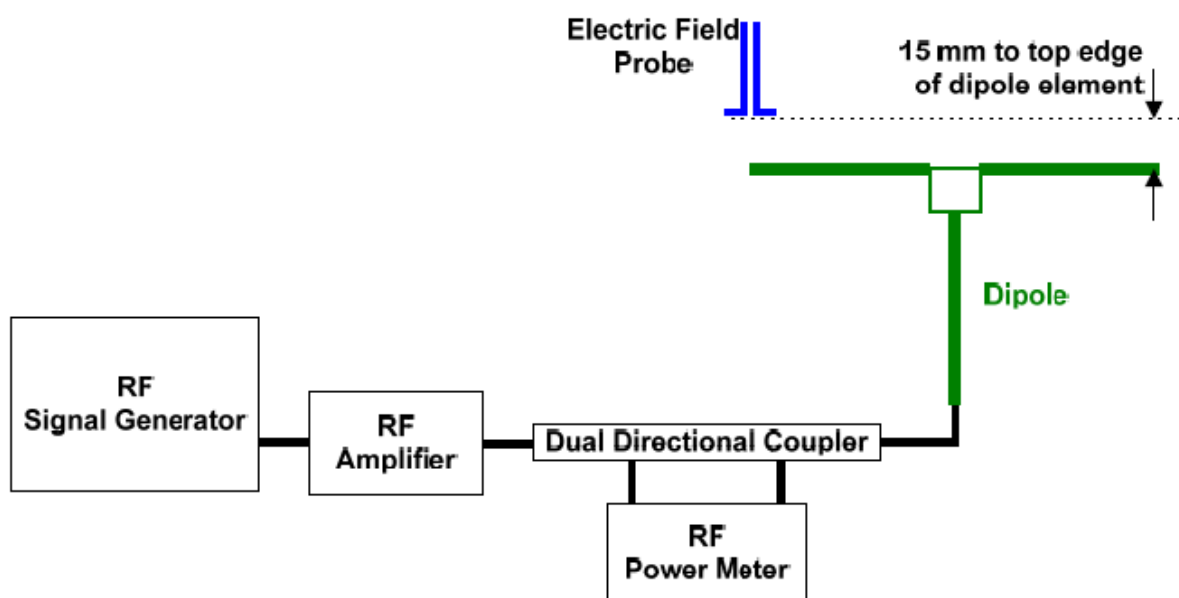 Electric Field
Probe
15 mm to top edge
of dipole element
Dipole
RF
Signal Generator
RF
Amplifier
Dual Directional Coupler
RF
Power Meter